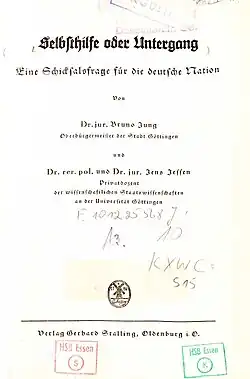 Selbsthilfe oder Untergang
Eine Schicksalsfrage für die deutsche Nation
Von
Dr. jur. Bruno Jung
Oberbürgermeister der Stadt Göttingen
und
Dr. rer. pol. und Dr. jur. Jens Jessen
Privatdozent
der wissenschaftlichen Staatswissenschaften
an der Universität Göttingen
KXWC=
515
Verlag Gerhard Stalling, Oldenburg i. O.
HSB Essen
S
HSB Essen
K